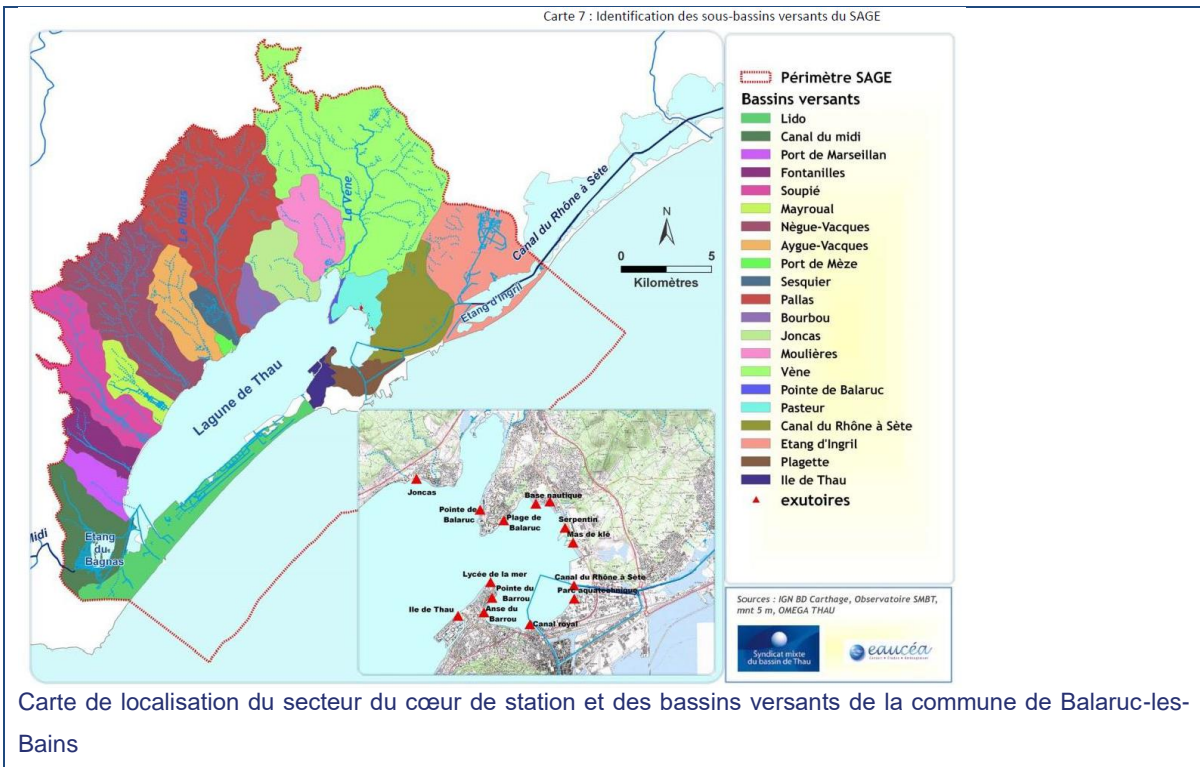 Carte 7 : Identification des sous-bassins versants du SAGE
Périmètre SAGE
Bassins versants
Lido
Canal du midi
Port de Marseillan
Fontanilles
Soupié
Mayroual
Nègue-Vacques
Aygue-Vacques
Port de Mèze
Sesquier
Pallas
Bourbou
Joncas
Moulières
Vène
Pointe de Balaruc
Pasteur
Canal du Rhône à Sète
Etang d'Ingril
Plagette
Ile de Thau
exutoires
Le Pallas
La Vène
Canal du Rhône à Sète
N
0 5
Kilomètres
Etang d'Ingril
Lagune de Thau
Midi
Etang
du
Bagnas
Joncas
Pointe de
Balaruc
Plage de
Balaruc
Base nautique
Serpentin
Mas de klé
Lycée de la mer
Pointe du
Barrou
Ile de Thau
Anse du
Barrou
Canal du Rhône à Sète
Parc aquatechnique
Canal royal
Sources : IGN BD Carthage, Observatoire SMBT,
mnt 5 m, OMEGA THAU
Syndicat mixte
du bassin de Thau
eaucéa
Carte de localisation du secteur du cœur de station et des bassins versants de la commune de Balaruc-les-
Bains